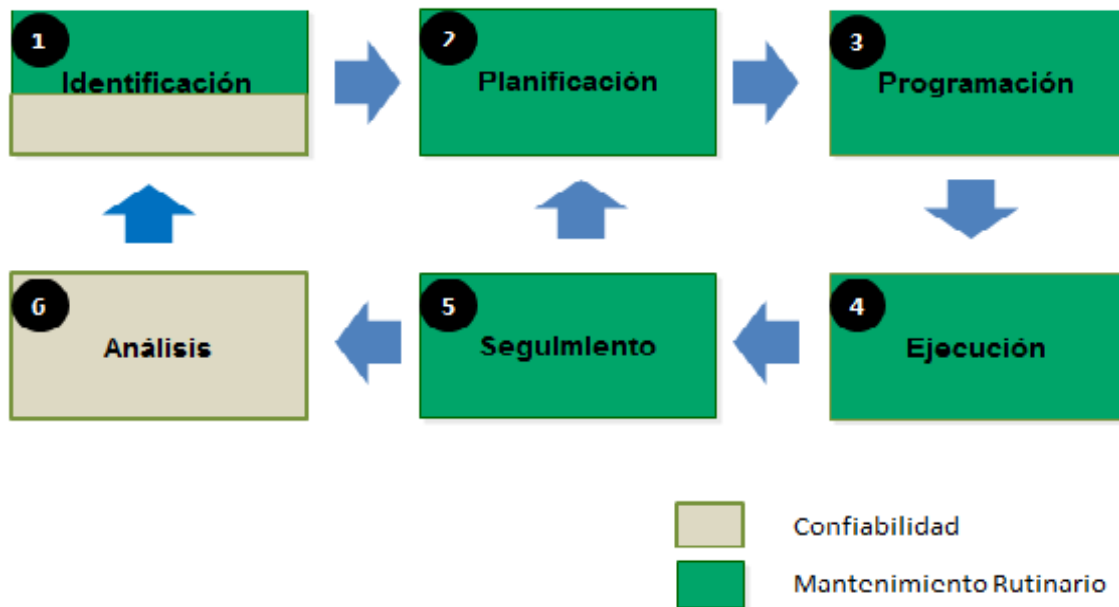 1
Identificación
2
Planificación
3
Programación
6
Análisis
5
Seguimiento
4
Ejecución
Confiabilidad
Mantenimiento Rutinario